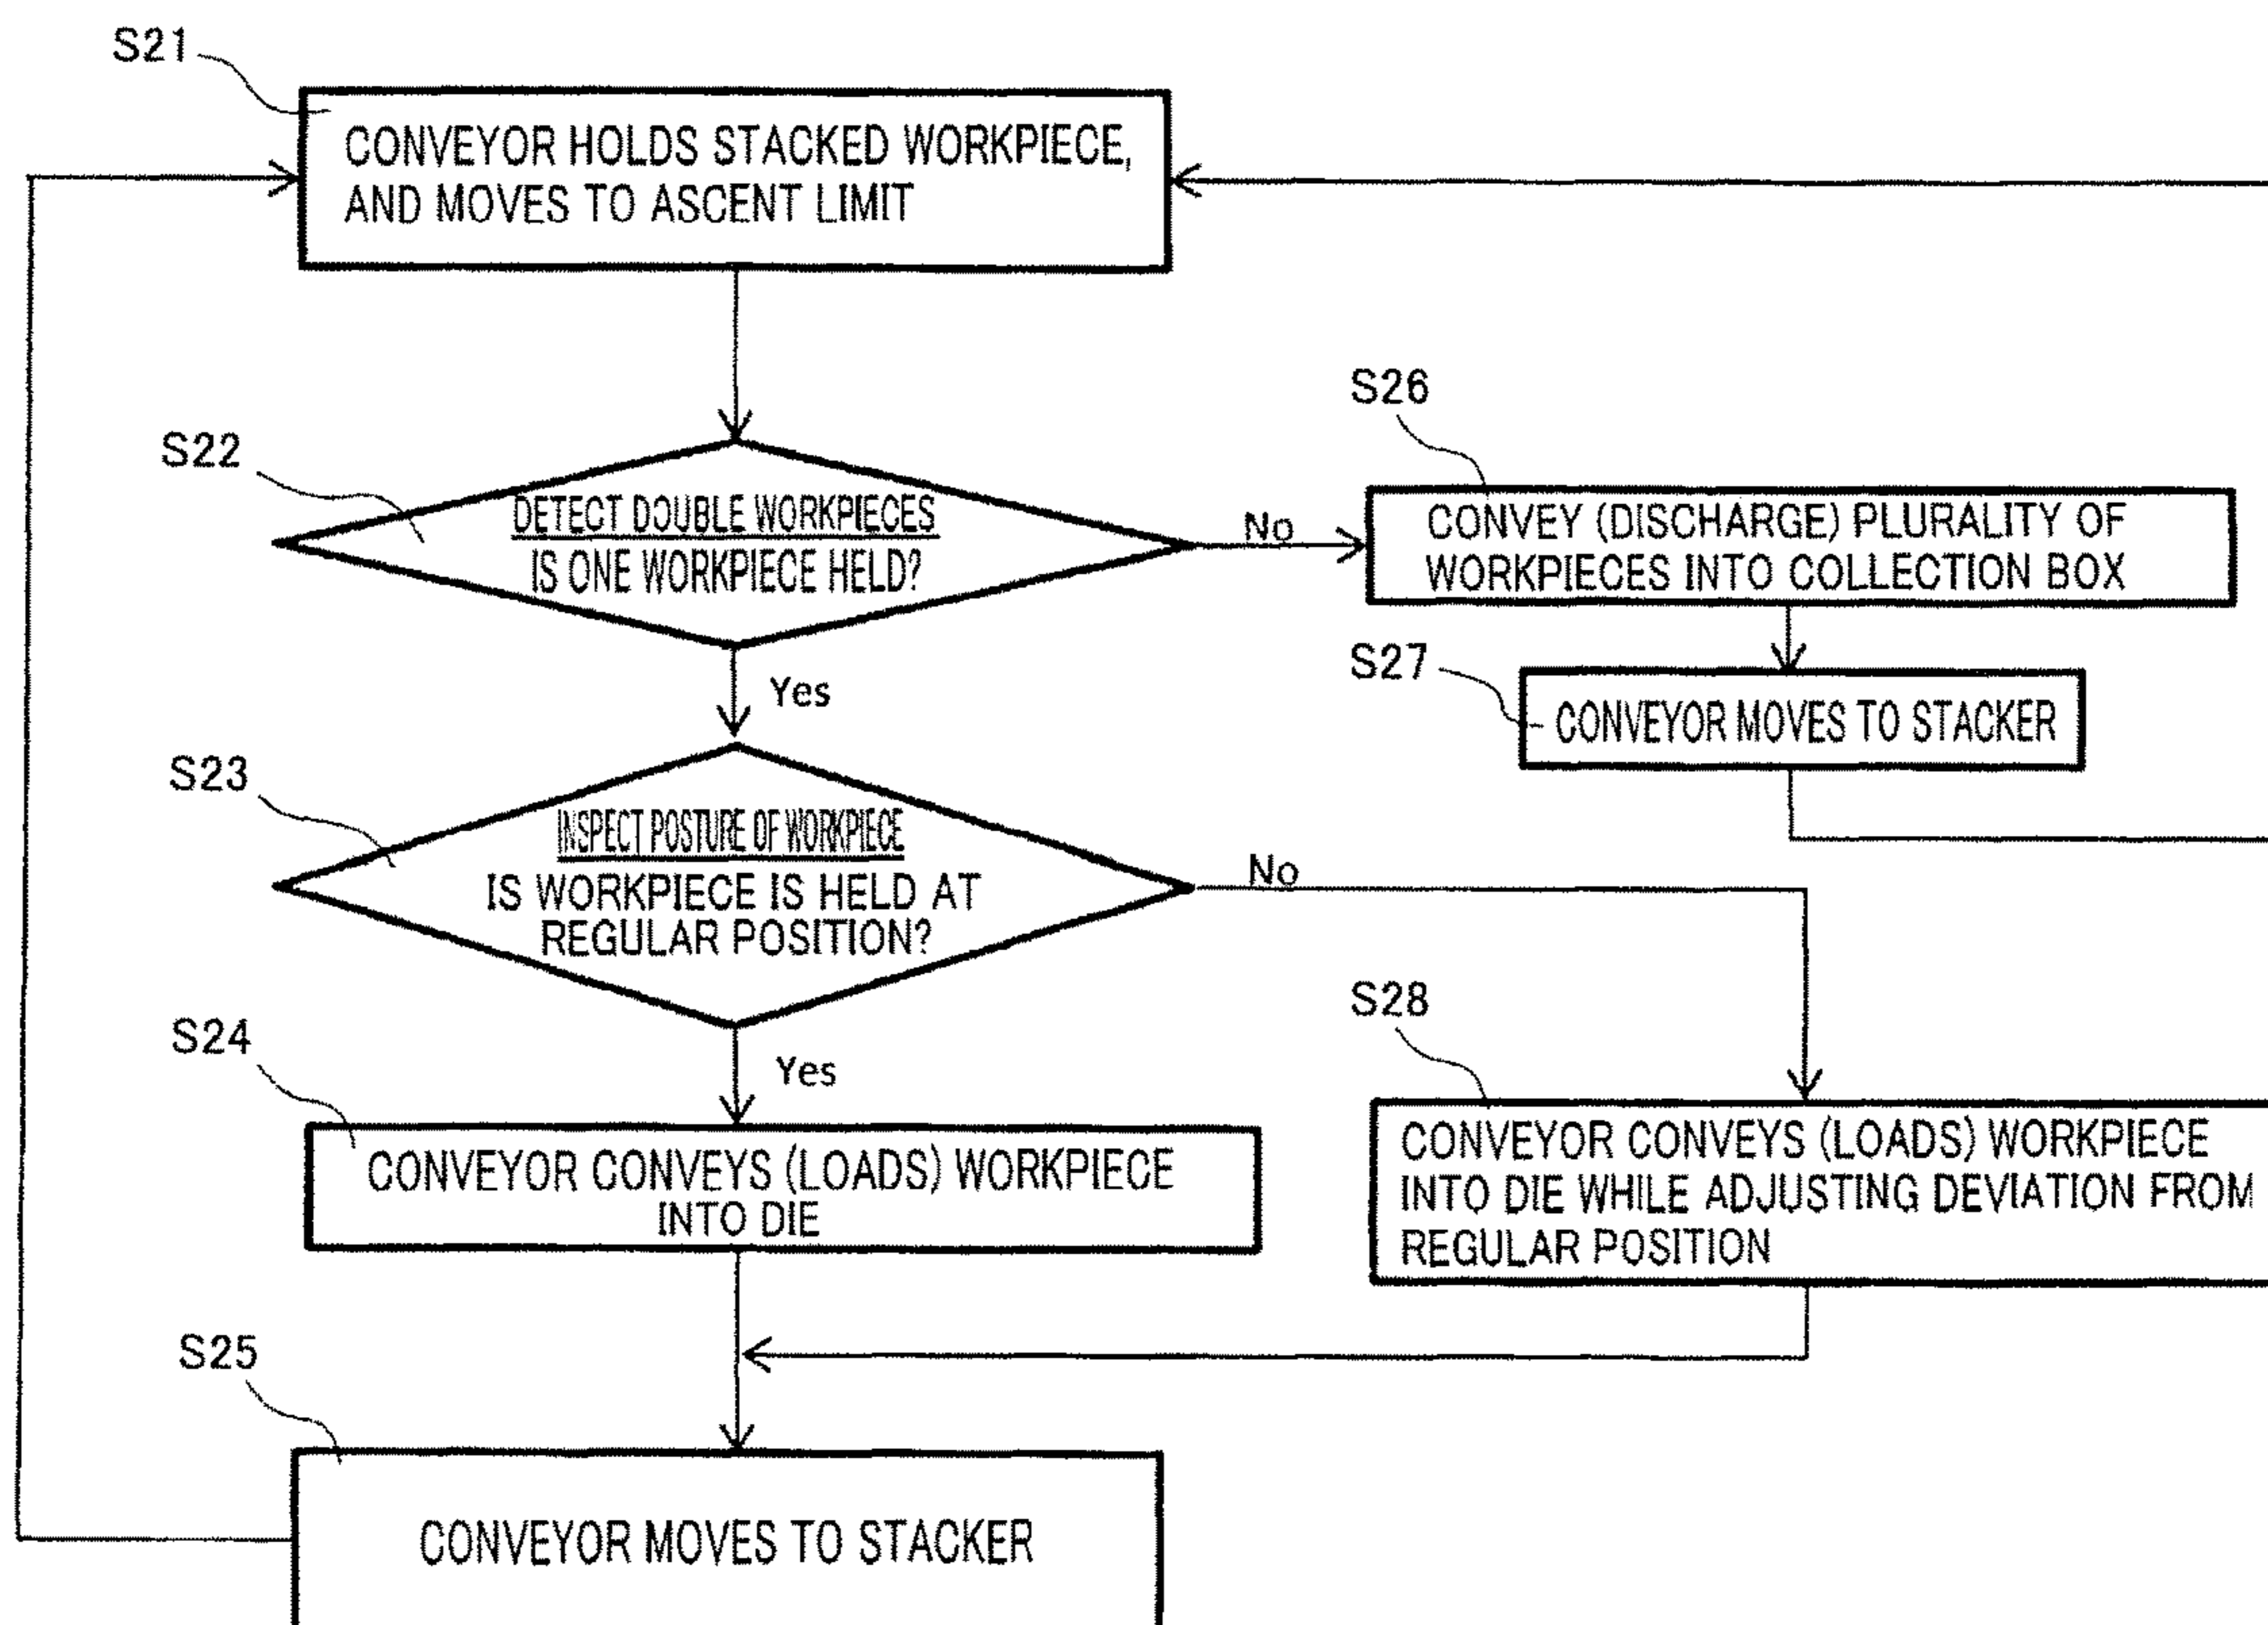 S21
CONVEYOR HOLDS STACKED WORKPIECE,
AND MOVES TO ASCENT LIMIT
S22
DETECT DOUBLE WORKPIECES
IS ONE WORKPIECE HELD?
No
Yes
S26
CONVEY (DISCHARGE) PLURALITY OF
WORKPIECES INTO COLLECTION BOX
S27
CONVEYOR MOVES TO STACKER
S23
INSPECT POSTURE OF WORKPIECE
IS WORKPIECE IS HELD AT
REGULAR POSITION?
No
Yes
S24
CONVEYOR CONVEYS (LOADS) WORKPIECE
INTO DIE
S28
CONVEYOR CONVEYS (LOADS) WORKPIECE
INTO DIE WHILE ADJUSTING DEVIATION FROM
REGULAR POSITION
S25
CONVEYOR MOVES TO STACKER